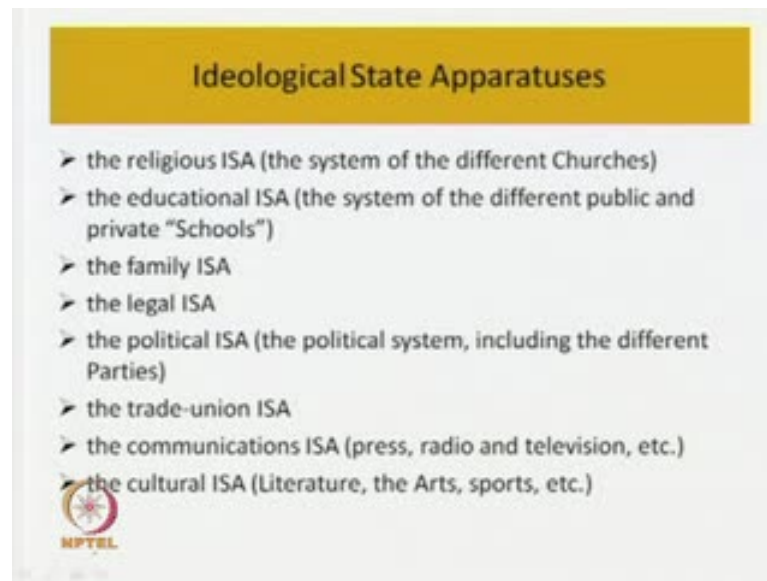 Ideological State Apparatuses
➤ the religious ISA (the system of the different Churches)
➤ the educational ISA (the system of the different public and
private “Schools”)
➤ the family ISA
➤ the legal ISA
➤ the political ISA (the political system, including the different
Parties)
➤ the trade-union ISA
➤ the communications ISA (press, radio and television, etc.)
➤ the cultural ISA (Literature, the Arts, sports, etc.)
NPTEL